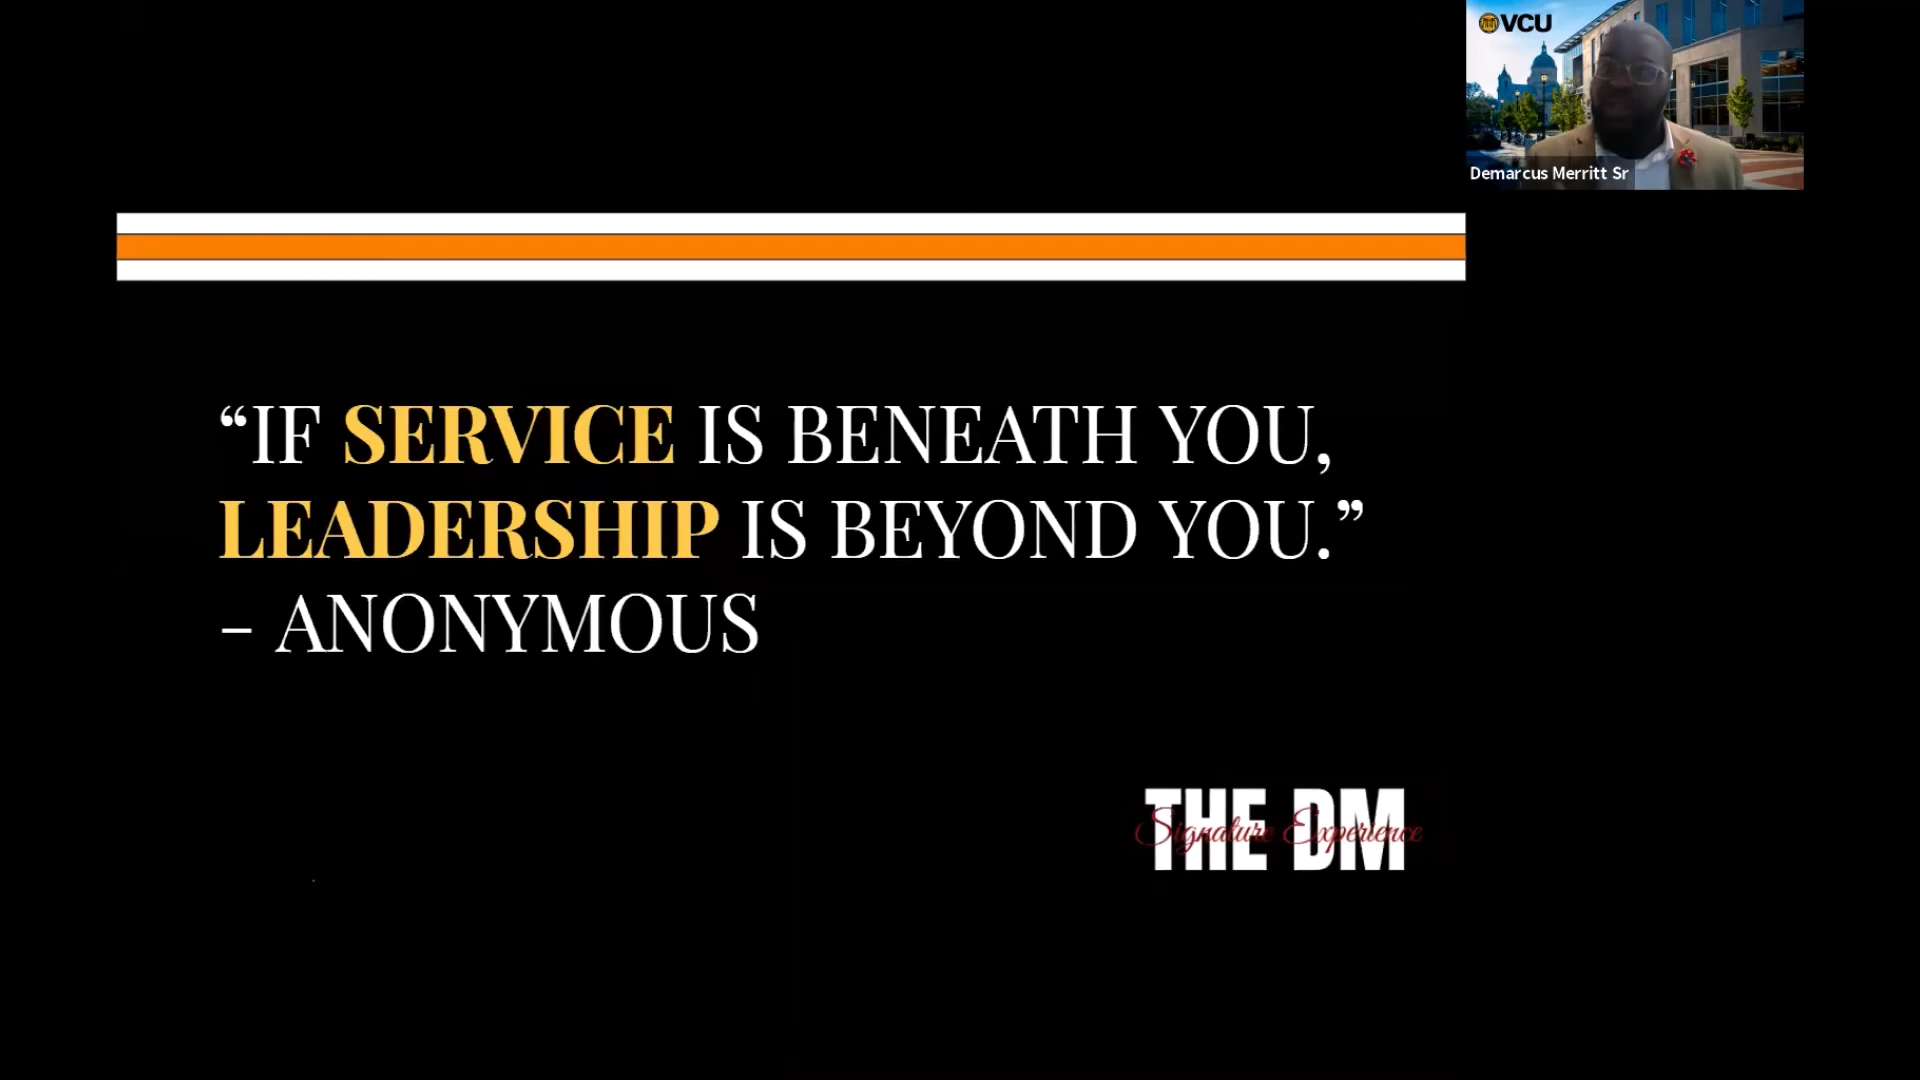 VCU
Demarcus Merritt Sr
“IF SERVICE IS BENEATH YOU,
LEADERSHIP IS BEYOND YOU.”
– ANONYMOUS
THE DM
Signature Experience